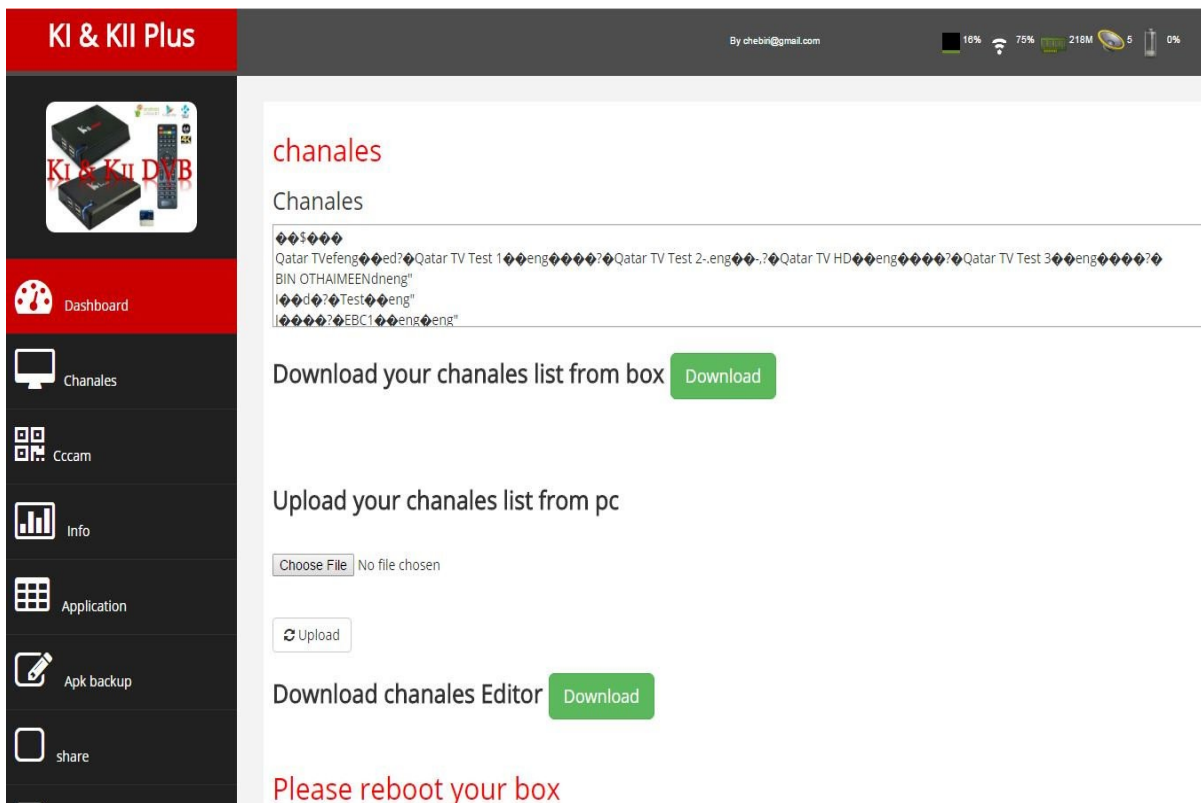 KI & KII Plus
By chebiri@gmail.com
16% 75% 218M 5 0%
KI & KII DVB
Dashboard
Chanales
Cccam
Info
Application
Apk backup
share
chanales
Chanales
��$���
Qatar TVefeng��ed?�Qatar TV Test 1��eng����?�Qatar TV Test 2-.eng��-,?�Qatar TV HD��eng����?�Qatar TV Test 3��eng����?�
BIN OTHAIMEENdneng"
I��d�?�Test��eng"
|����?�EBC1��eng�eng"
Download your chanales list from box Download
Upload your chanales list from pc
Choose File No file chosen
Upload
Download chanales Editor Download
Please reboot your box